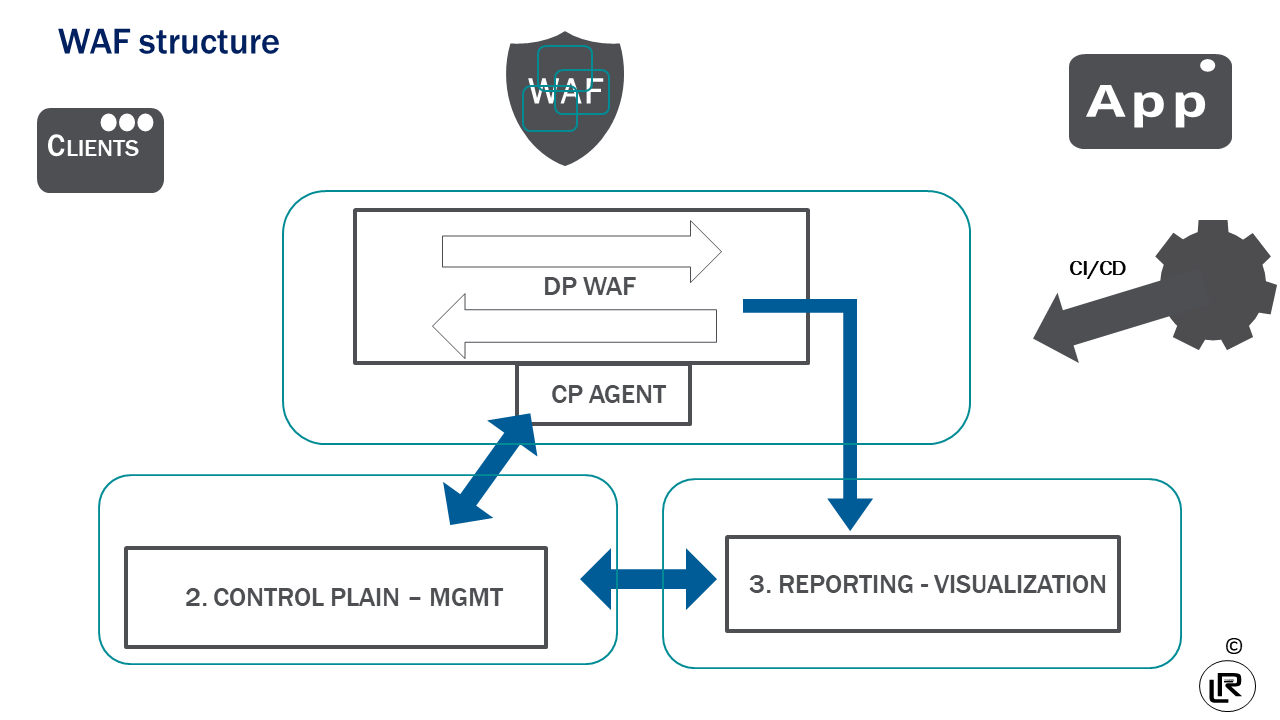 WAF structure
WAF
App
CLIENTS
DP WAF
CI/CD
CP AGENT
2. CONTROL PLAIN – MGMT
3. REPORTING - VISUALIZATION
©
LR